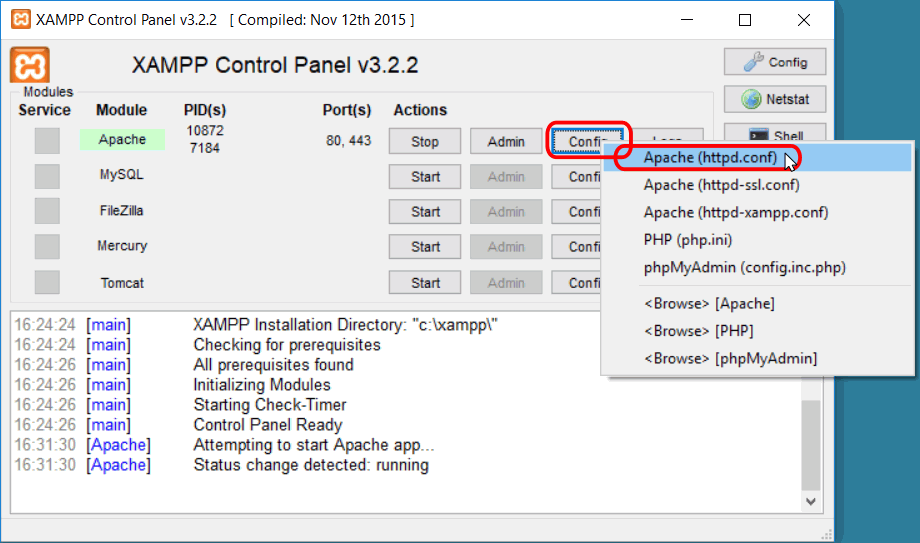 XAMPP Control Panel v3.2.2 [ Compiled: Nov 12th 2015 ]
XAMPP Control Panel v3.2.2
Config
Modules
Service Module PID(s) Port(s) Actions
Netstat
Apache 10872 7184 80, 443 Stop Admin Config
Shell
MySQL Start Admin
FileZilla Start Admin
Mercury Start Admin
Tomcat Start Admin
Apache (httpd.conf)
Apache (httpd-ssl.conf)
Apache (httpd-xampp.conf)
PHP (php.ini)
phpMyAdmin (config.inc.php)
<Browse> [Apache]
<Browse> [PHP]
<Browse> [phpMyAdmin]
16:24:24 [main] XAMPP Installation Directory: "c:\xampp\"
16:24:24 [main] Checking for prerequisites
16:24:26 [main] All prerequisites found
16:24:26 [main] Initializing Modules
16:24:26 [main] Starting Check-Timer
16:24:26 [main] Control Panel Ready
16:31:30 [Apache] Attempting to start Apache app...
16:31:30 [Apache] Status change detected: running